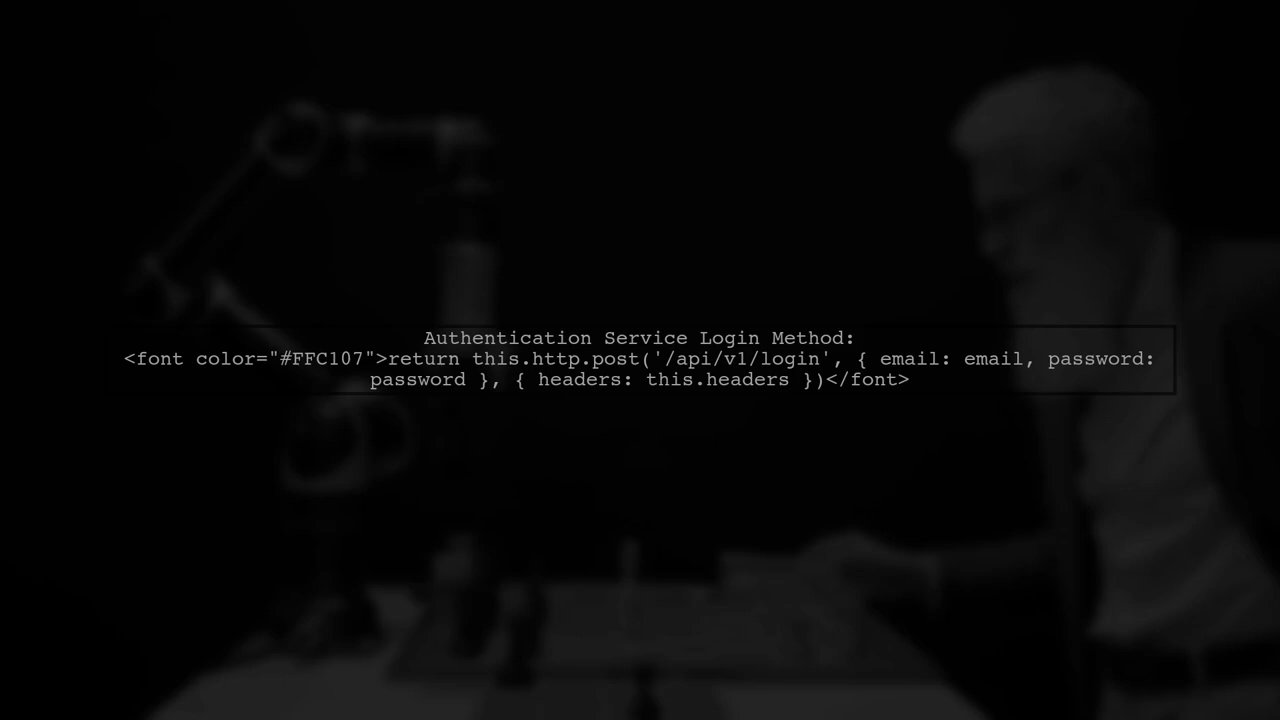 Authentication Service Login Method:
<font color="#FFC107">return this.http.post('/api/v1/login', { email: email, password:
password }, { headers: this.headers })</font>